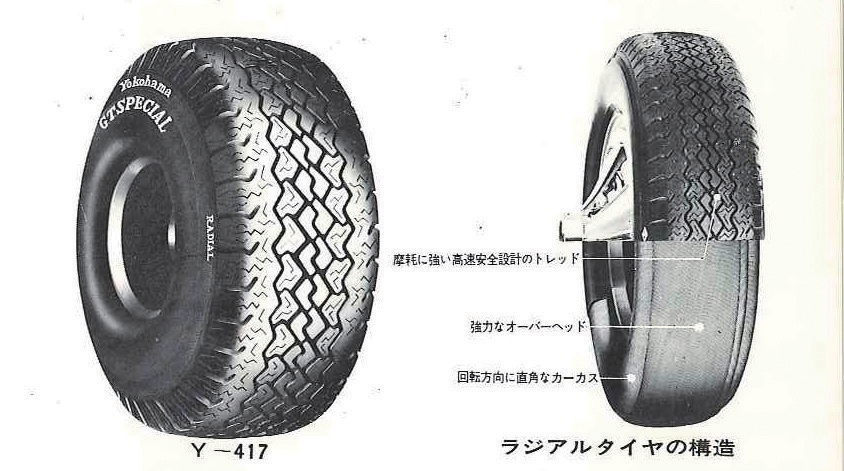 Yokohama
GTSPECIAL
RADIAL
Y-417
摩耗に強い高速安全設計のトレッド
強力なオーバーヘッド
回転方向に直角なカーカス
ラジアルタイヤの構造